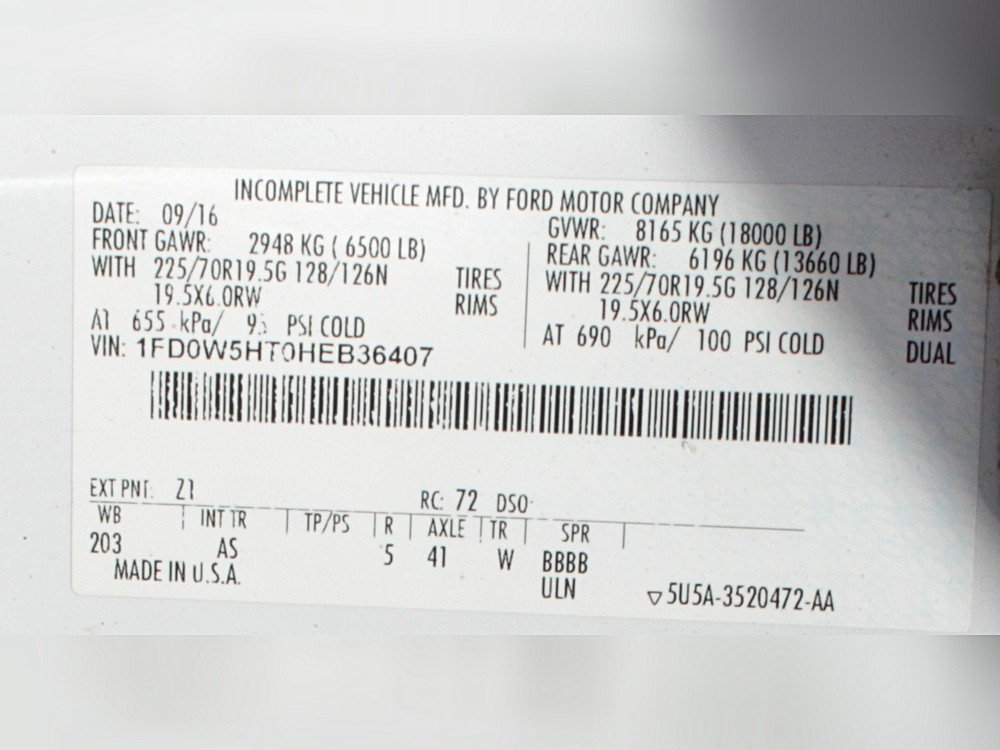 INCOMPLETE VEHICLE MFD. BY FORD MOTOR COMPANY
DATE: 09/16
GVWR: 8165 KG (18000 LB)
FRONT GAWR: 2948 KG ( 6500 LB)
REAR GAWR: 6196 KG (13660 LB)
WITH 225/70R19.5G 128/126N TIRES
WITH 225/70R19.5G 128/126N TIRES
19.5X6.0RW RIMS
19.5X6.0RW RIMS
AT 655 kPa/ PSI COLD
AT 690 kPa/ 100 PSI COLD DUAL
VIN: 1FD0W5HT0HEB36407
EXT PNT: Z1 RC: 72 DSO:
WB INT TR TP/PS R AXLE TR SPR
203 AS 5 41 W BBBB
MADE IN U.S.A. ULN
▽5U5A-3520472-AA